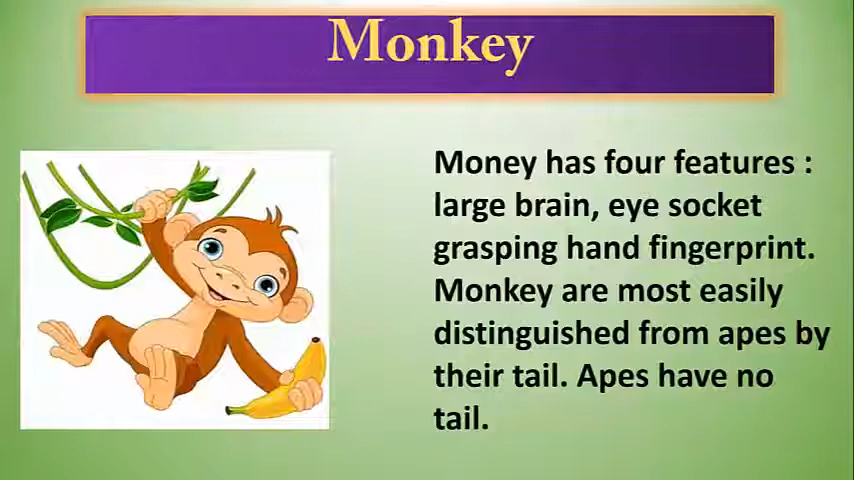 Monkey
Money has four features :
large brain, eye socket
grasping hand fingerprint.
Monkey are most easily
distinguished from apes by
their tail. Apes have no
tail.